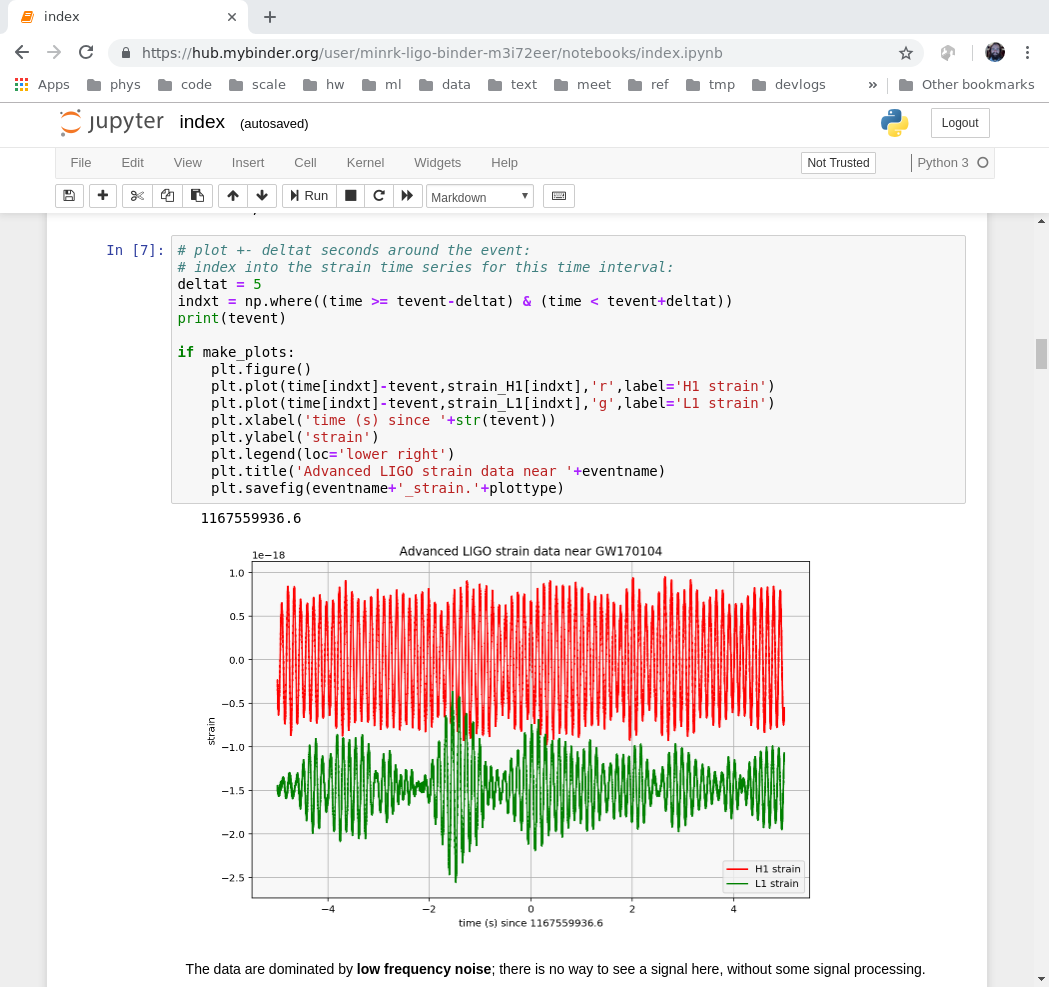 index
https://hub.mybinder.org/user/minrk-ligo-binder-m3i72eer/notebooks/index.ipynb
Apps phys code scale hw ml data text meet ref tmp devlogs » Other bookmarks
jupyter index (autosaved) Logout
File Edit View Insert Cell Kernel Widgets Help Not Trusted Python 3
Run Markdown
In [7]:
# plot +- deltat seconds around the event:
# index into the strain time series for this time interval:
deltat = 5
indxt = np.where((time >= tevent-deltat) & (time < tevent+deltat))
print(tevent)
if make_plots:
    plt.figure()
    plt.plot(time[indxt]-tevent,strain_H1[indxt],'r',label='H1 strain')
    plt.plot(time[indxt]-tevent,strain_L1[indxt],'g',label='L1 strain')
    plt.xlabel('time (s) since '+str(tevent))
    plt.ylabel('strain')
    plt.legend(loc='lower right')
    plt.title('Advanced LIGO strain data near '+eventname)
    plt.savefig(eventname+'_strain.'+plottype)
1167559936.6
Advanced LIGO strain data near GW170104
1e−18
1.0
0.5
0.0
−0.5
−1.0
−1.5
−2.0
−2.5
strain
H1 strain
L1 strain
−4 −2 0 2 4
time (s) since 1167559936.6
The data are dominated by low frequency noise; there is no way to see a signal here, without some signal processing.